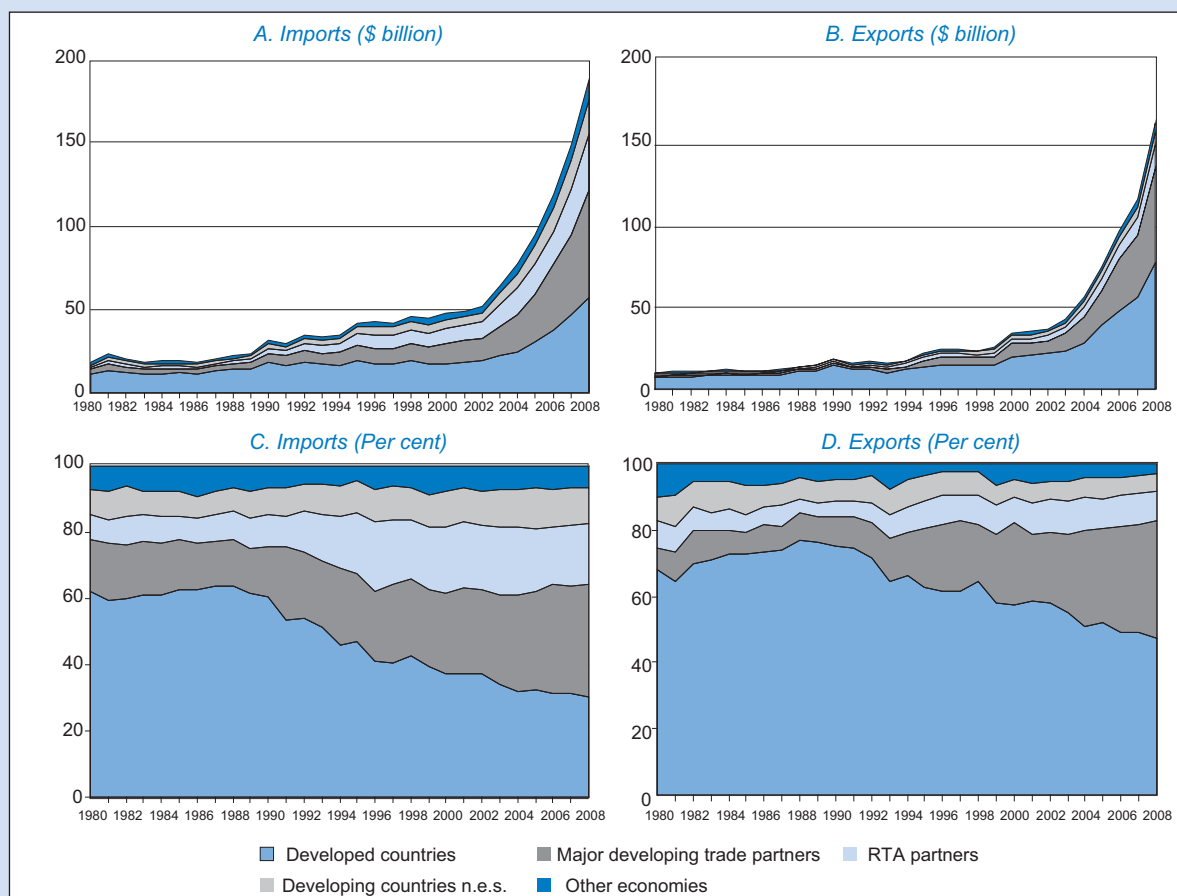 A. Imports ($ billion)
200
150
100
50
0
1980 1982 1984 1986 1988 1990 1992 1994 1996 1998 2000 2002 2004 2006 2008
B. Exports ($ billion)
200
150
100
50
0
1980 1982 1984 1986 1988 1990 1992 1994 1996 1998 2000 2002 2004 2006 2008
C. Imports (Per cent)
100
80
60
40
20
0
1980 1982 1984 1986 1988 1990 1992 1994 1996 1998 2000 2002 2004 2006 2008
D. Exports (Per cent)
100
80
60
40
20
0
1980 1982 1984 1986 1988 1990 1992 1994 1996 1998 2000 2002 2004 2006 2008
Developed countries Major developing trade partners RTA partners
Developing countries n.e.s. Other economies